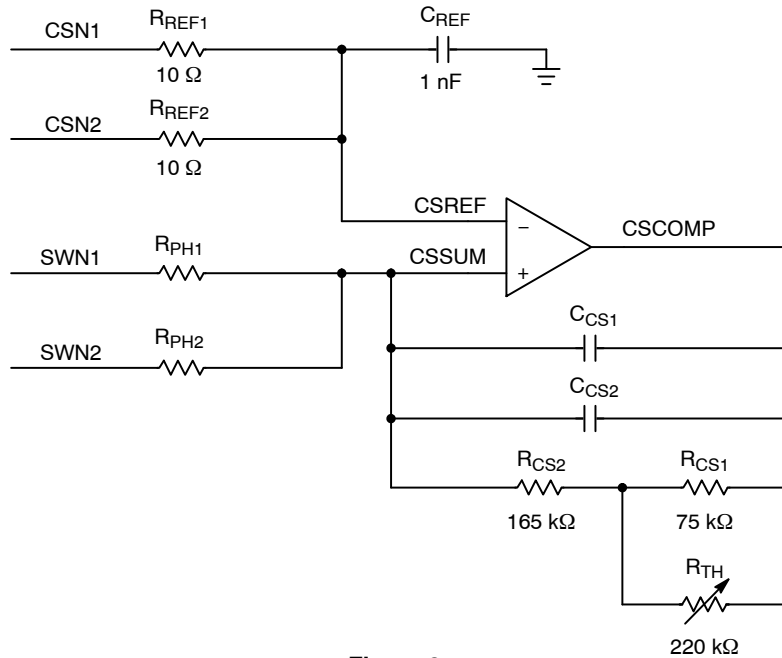 CSN1
R_REF1
10 Ω
C_REF
1 nF
CSN2
R_REF2
10 Ω
CSREF
−
CSCOMP
SWN1
R_PH1
CSSUM
+
SWN2
R_PH2
C_CS1
C_CS2
R_CS2
165 kΩ
R_CS1
75 kΩ
R_TH
220 kΩ